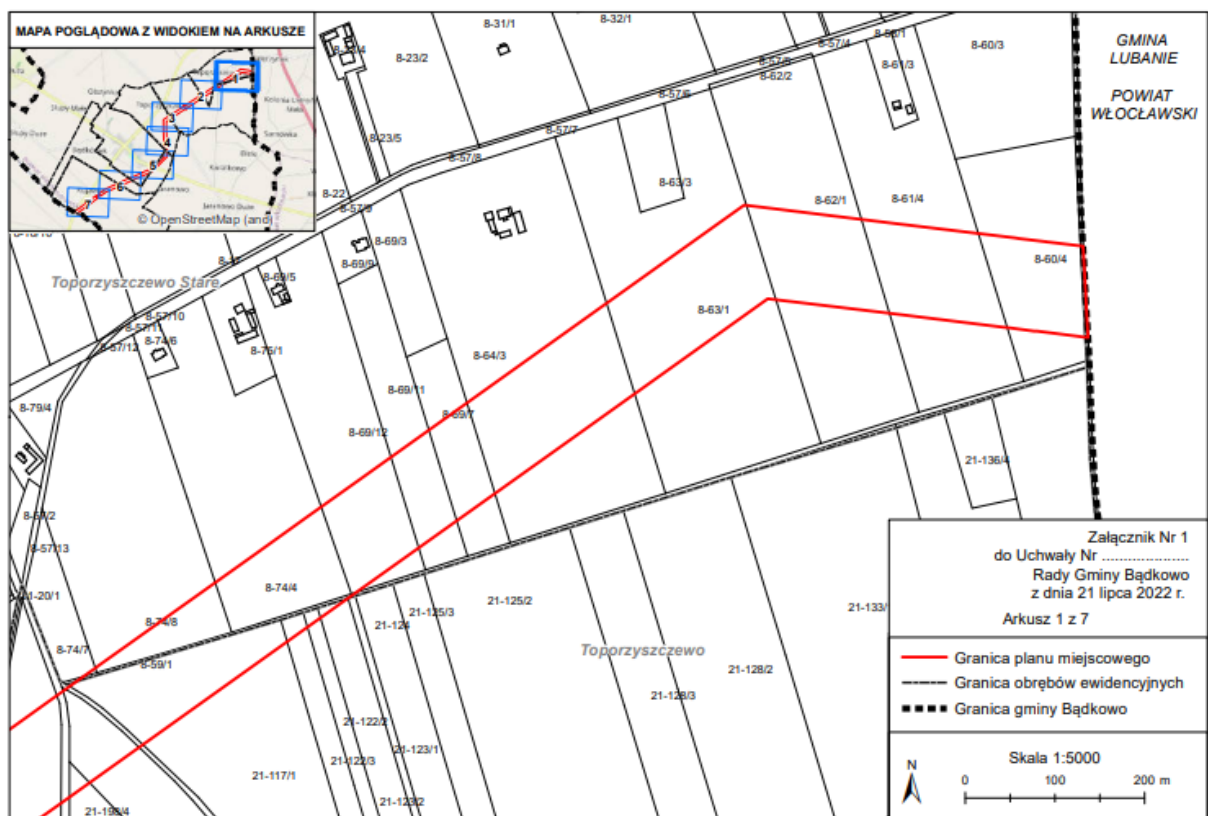 MAPA POGLĄDOWA Z WIDOKIEM NA ARKUSZE
1
2
3
4
5
6
7
© OpenStreetMap (and
8-31/1
8-32/1
8-23/2
8-57/4
8-60/3
8-61/3
8-62/2
8-57/6
8-57/7
8-57/8
8-23/5
8-22
8-57/9
8-63/3
8-62/1
8-61/4
8-69/3
8-69/9
8-60/4
GMINA
LUBANIE
POWIAT
WŁOCŁAWSKI
Toporzyszczewo Stare
8-69/5
8-57/10
8-57/11
8-57/12
8-74/6
8-75/1
8-63/1
8-64/3
8-79/4
8-69/11
8-69/7
8-69/12
21-136/4
8-57/13
8-74/4
8-74/8
8-74/7
8-59/1
21-125/3
21-125/2
21-124
Toporzyszczewo
21-128/2
21-128/3
21-122/2
21-123/1
21-122/3
21-117/1
21-123/2
Załącznik Nr 1
do Uchwały Nr ......................
Rady Gminy Bądkowo
z dnia 21 lipca 2022 r.
Arkusz 1 z 7
Granica planu miejscowego
Granica obrębów ewidencyjnych
Granica gminy Bądkowo
N
Skala 1:5000
0 100 200 m